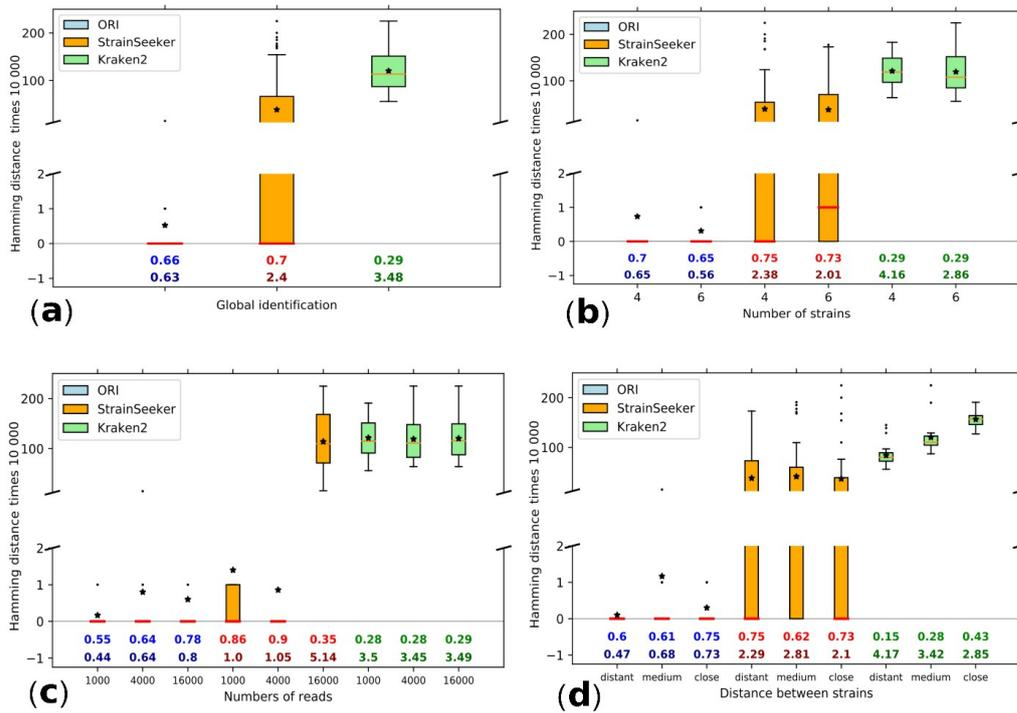 ORI
StrainSeeker
Kraken2
200
100
2
1
0
−1
Hamming distance times 10 000
0.66 0.7 0.29
0.63 2.4 3.48
Global identification
(a)
ORI
StrainSeeker
Kraken2
200
100
2
1
0
−1
Hamming distance times 10 000
0.7 0.65 0.75 0.73 0.29 0.29
0.65 0.56 2.38 2.01 4.16 2.86
4 6 4 6 4 6
Number of strains
(b)
ORI
StrainSeeker
Kraken2
200
100
2
1
0
−1
Hamming distance times 10 000
0.55 0.64 0.78 0.86 0.9 0.35 0.28 0.28 0.29
0.44 0.64 0.8 1.0 1.05 5.14 3.5 3.45 3.49
1000 4000 16000 1000 4000 16000 1000 4000 16000
Numbers of reads
(c)
ORI
StrainSeeker
Kraken2
200
100
2
1
0
−1
Hamming distance times 10 000
0.6 0.61 0.75 0.75 0.62 0.73 0.15 0.28 0.43
0.47 0.68 0.73 2.29 2.81 2.1 4.17 3.42 2.85
distant medium close distant medium close distant medium close
Distance between strains
(d)